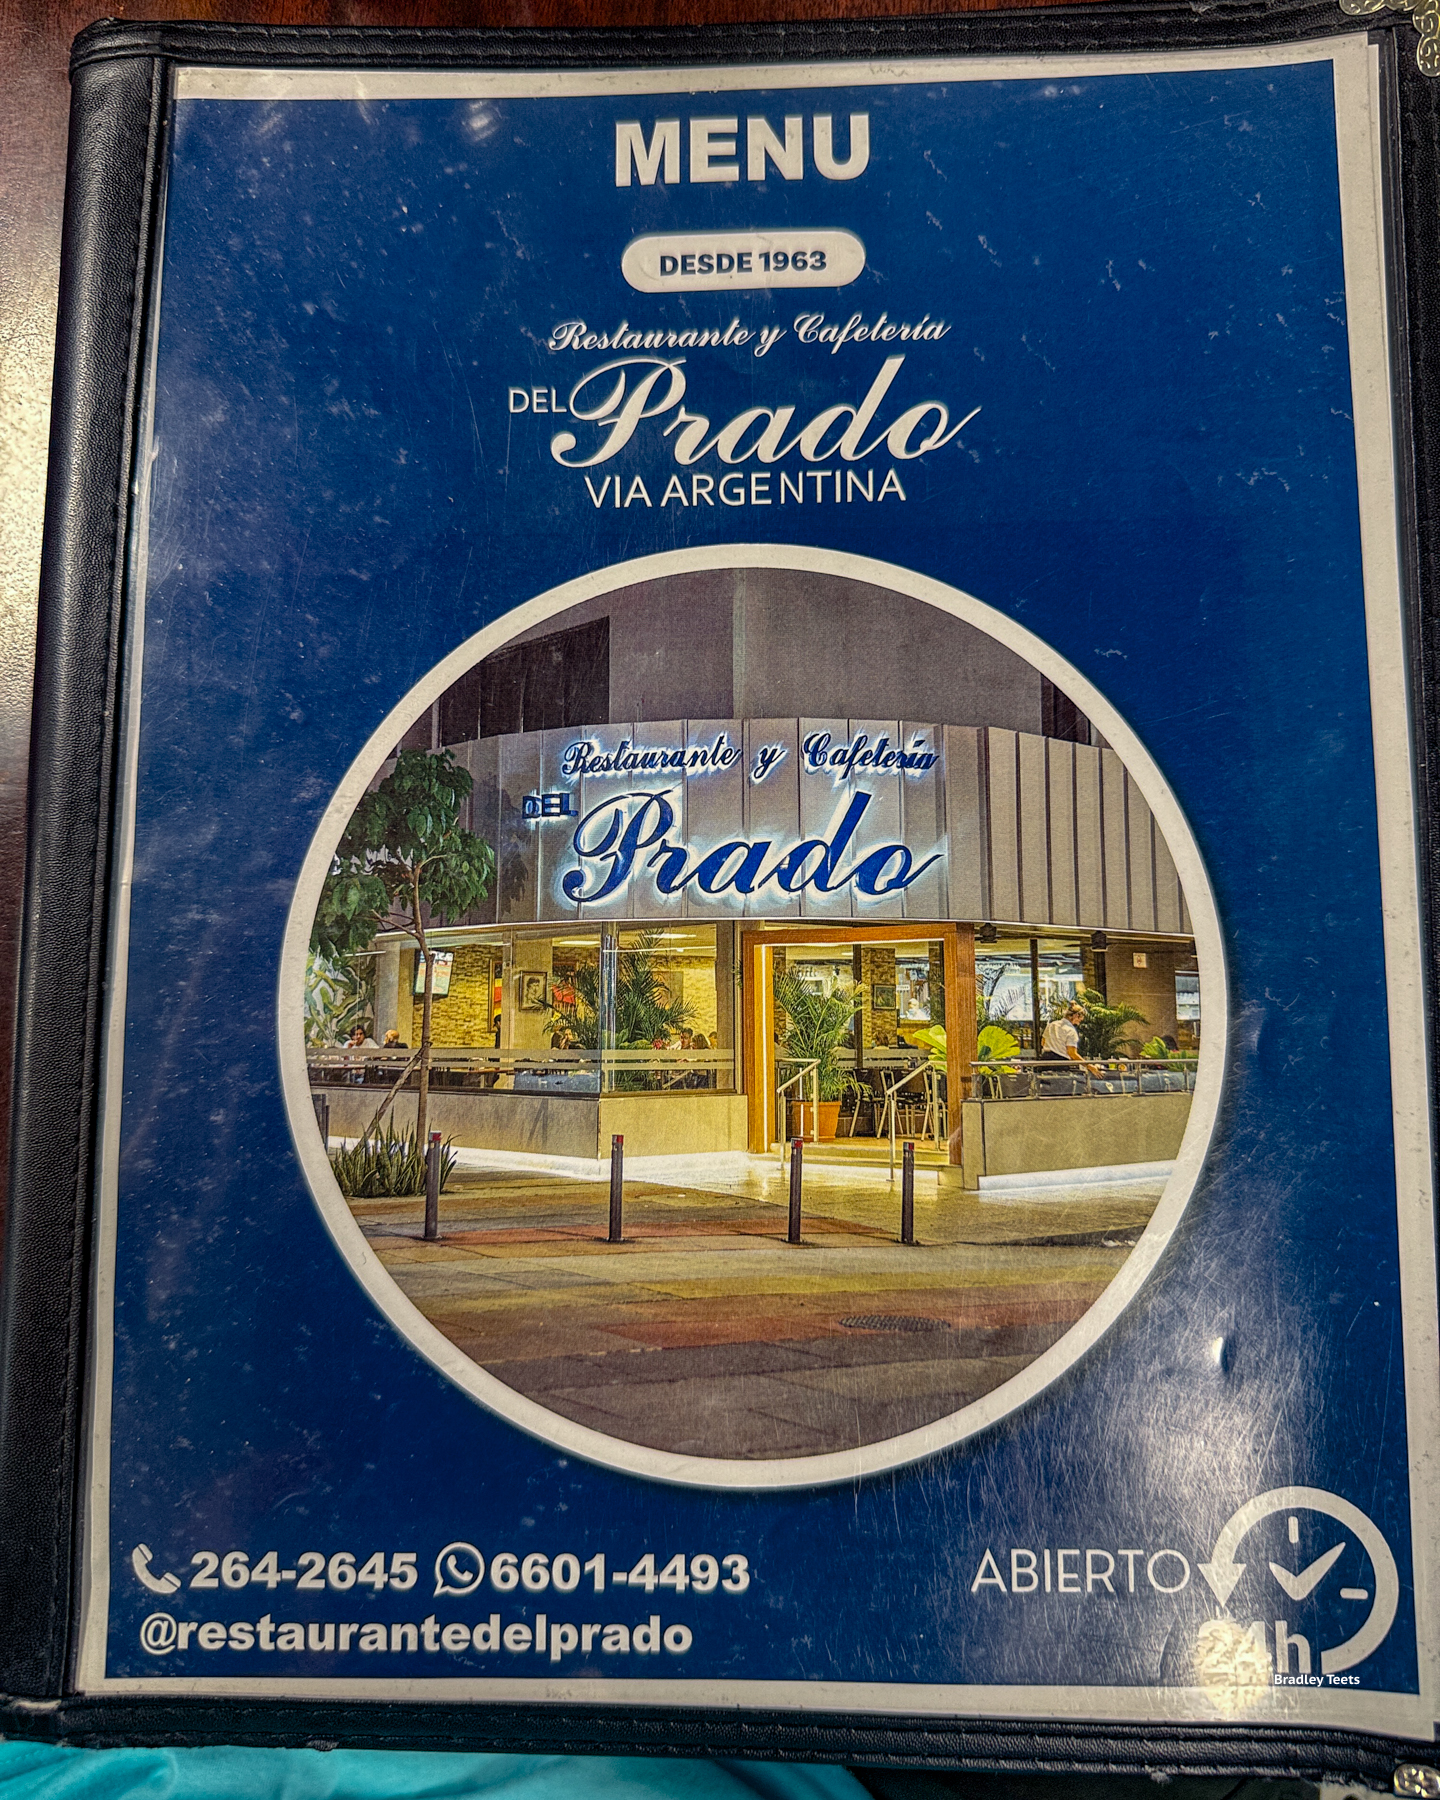 MENU
DESDE 1963
Restaurante y Cafetería
DEL Prado
VIA ARGENTINA
Restaurante y Cafetería
DEL Prado
264-2645 6601-4493
@restaurantedelprado
ABIERTO
24h
Bradley Teets